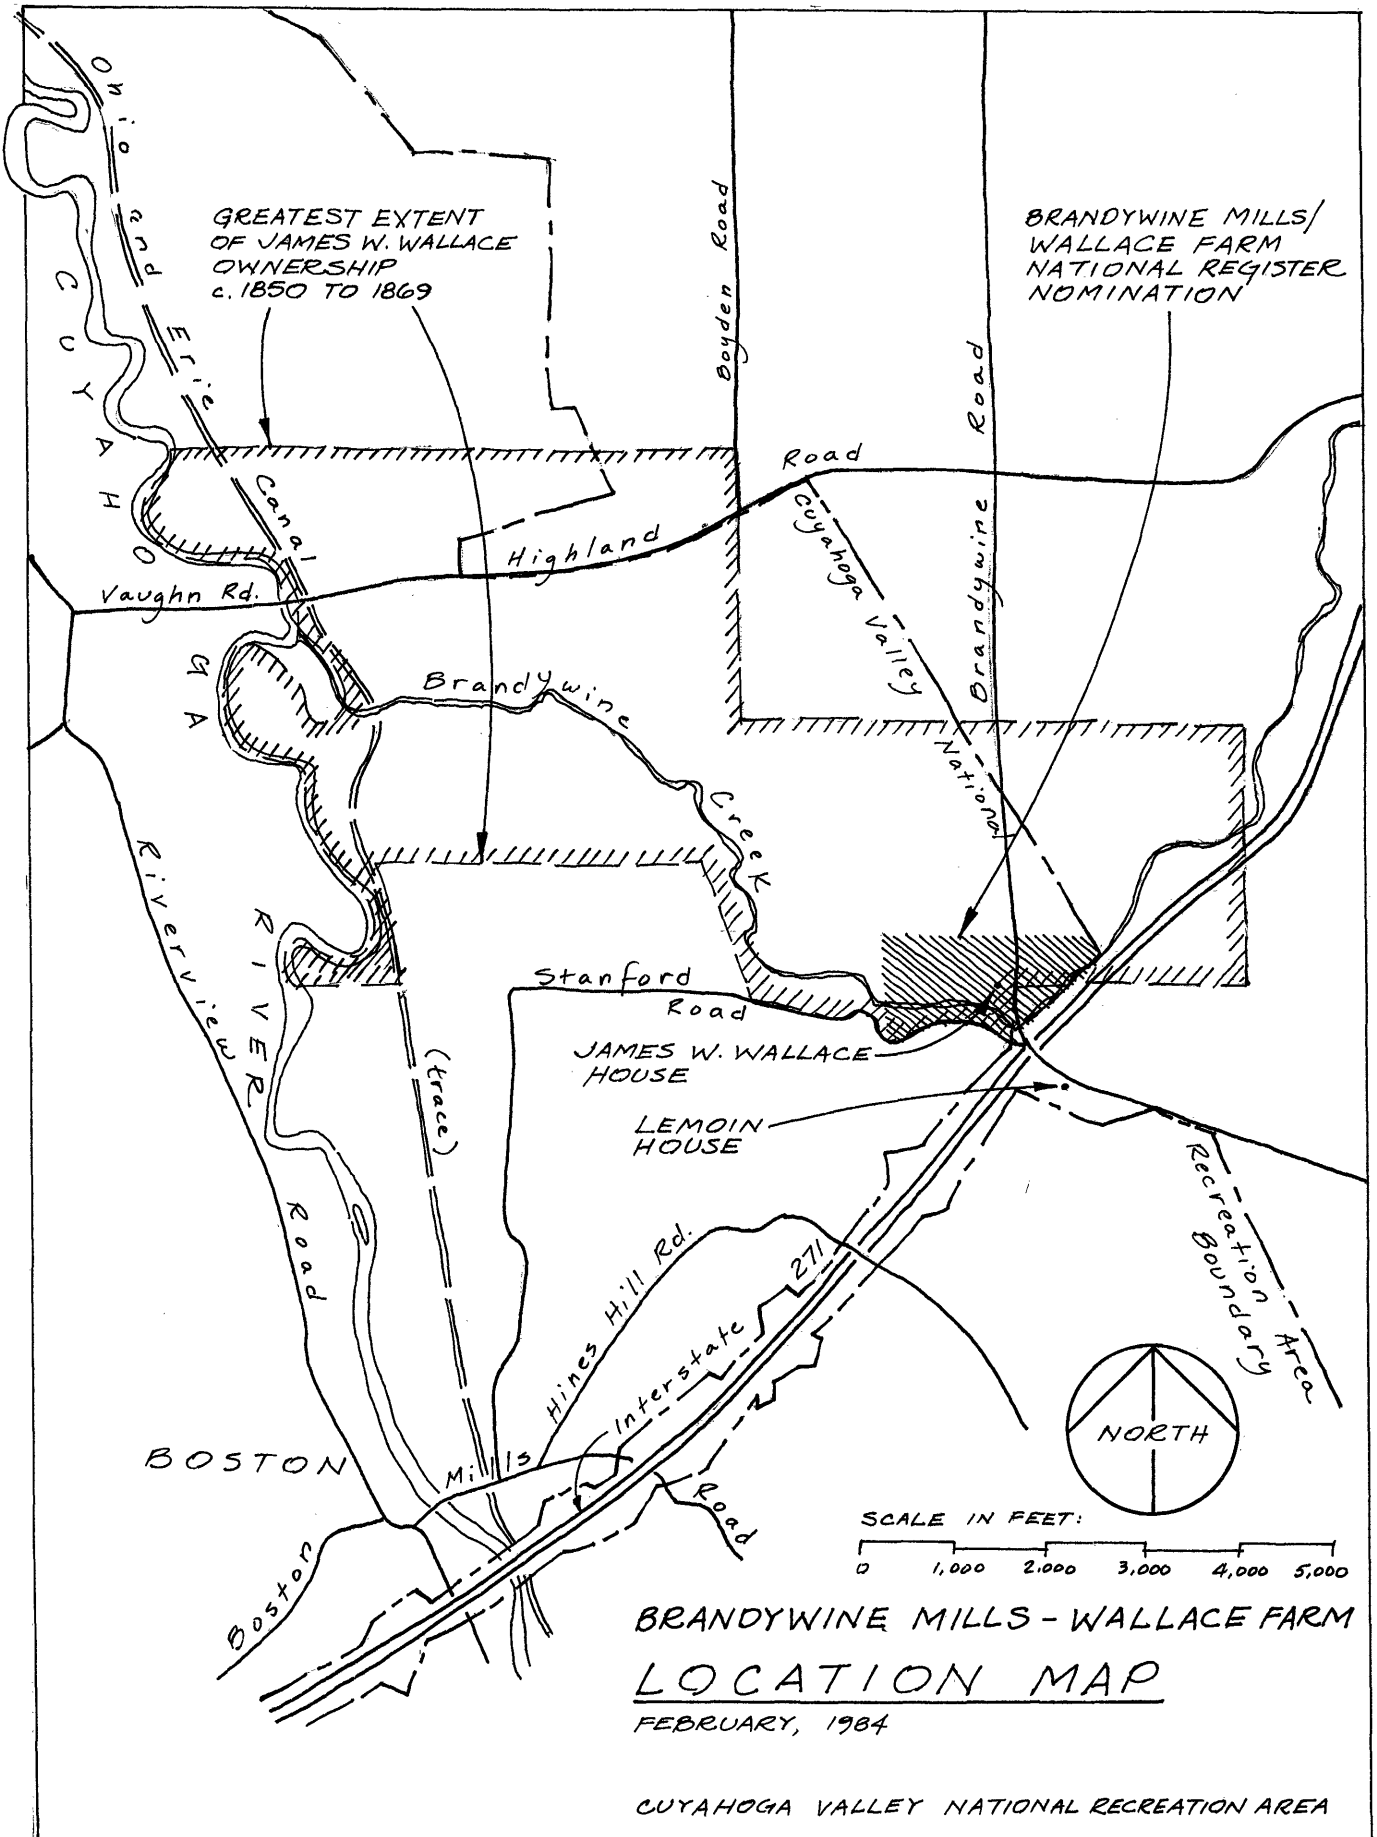 Ohio and Erie Canal
CUYAHOGA RIVER
GREATEST EXTENT
OF JAMES W. WALLACE
OWNERSHIP
c. 1850 TO 1869
Boyden Road
BRANDYWINE MILLS/
WALLACE FARM
NATIONAL REGISTER
NOMINATION
Brandywine Road
Highland Road
Vaughn Rd.
Cuyahoga Valley National
Brandywine Creek
Riverview Road
Stanford
Road
(trace)
JAMES W. WALLACE
HOUSE
LEMOIN
HOUSE
Recreation Area
Boundary
Hines Hill Rd.
Interstate 271
BOSTON
Boston Mills Road
NORTH
SCALE IN FEET:
0 1,000 2,000 3,000 4,000 5,000
BRANDYWINE MILLS - WALLACE FARM
LOCATION MAP
FEBRUARY, 1984
CUYAHOGA VALLEY NATIONAL RECREATION AREA